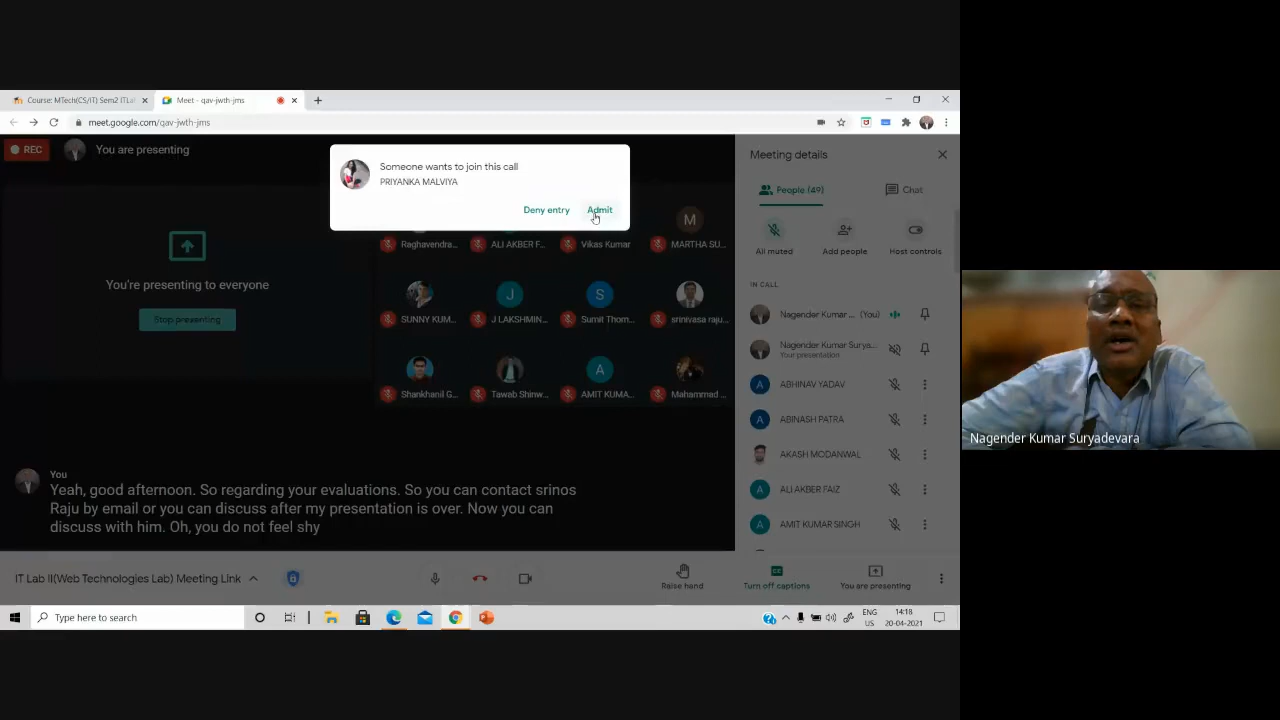 Course: MTech(CS/IT) Sem2 ITLab
Meet - qav-jwth-jms
meet.google.com/qav-jwth-jms
REC
You are presenting
Someone wants to join this call
PRIYANKA MALVIYA
Deny entry
Admit
You're presenting to everyone
Stop presenting
Raghavendra...
ALI AKBER F...
Vikas Kumar
M
MARTHA SU...
SUNNY KUM...
J
J LAKSHMIN...
S
Sumit Thom...
srinivasa raju...
Shankhanil G...
Tawab Shinw...
A
AMIT KUMA...
Mahammad ...
You
Yeah, good afternoon. So regarding your evaluations. So you can contact srinos
Raju by email or you can discuss after my presentation is over. Now you can
discuss with him. Oh, you do not feel shy
Meeting details
People (49)
Chat
All muted
Add people
Host controls
IN CALL
Nagender Kumar ... (You)
Nagender Kumar Surya...
Your presentation
A
ABHINAV YADAV
A
ABINASH PATRA
AKASH MODANWAL
A
ALI AKBER FAIZ
A
AMIT KUMAR SINGH
IT Lab II(Web Technologies Lab) Meeting Link
Raise hand
CC
Turn off captions
You are presenting
Type here to search
ENG
US
14:18
20-04-2021
Nagender Kumar Suryadevara